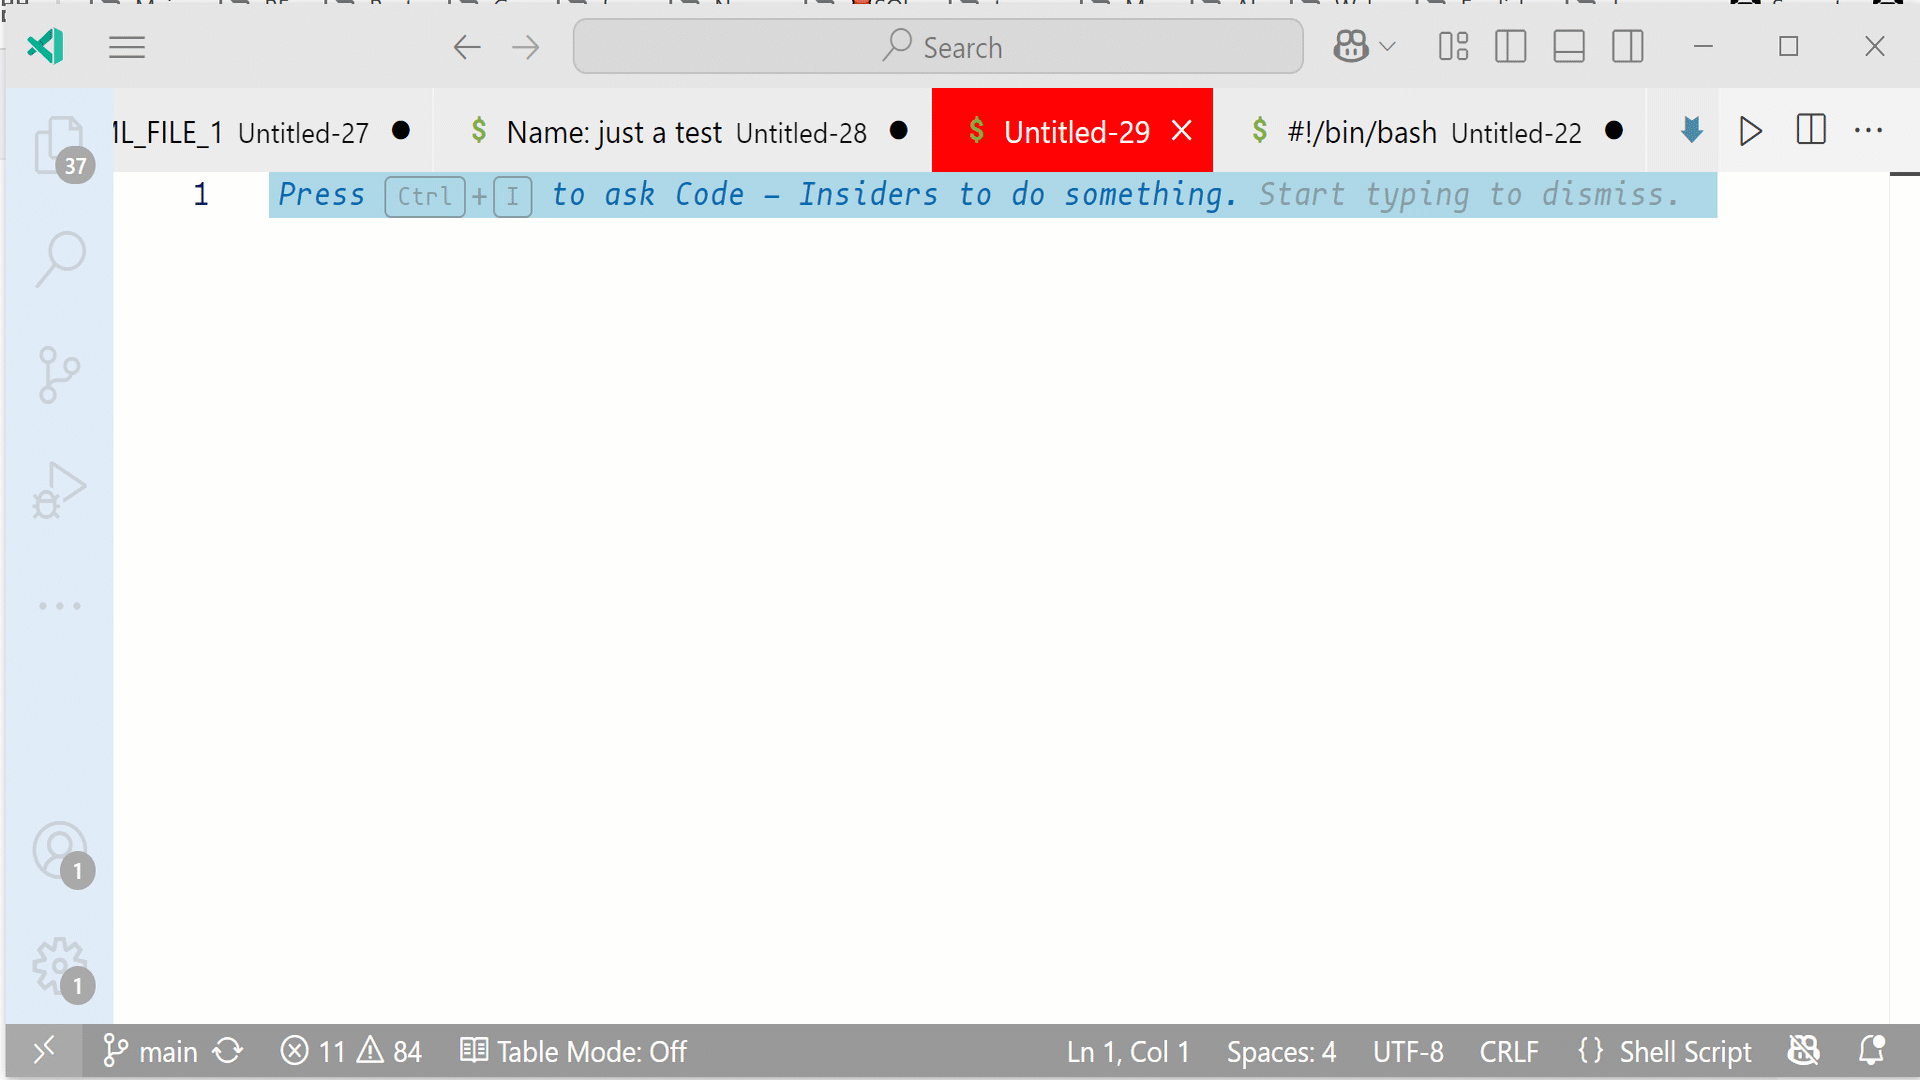 Search
ML_FILE_1 Untitled-27
$ Name: just a test Untitled-28
$ Untitled-29
$ #!/bin/bash Untitled-22
37
1 Press Ctrl+I to ask Code – Insiders to do something. Start typing to dismiss.
1
1
main 11 84 Table Mode: Off Ln 1, Col 1 Spaces: 4 UTF-8 CRLF {} Shell Script